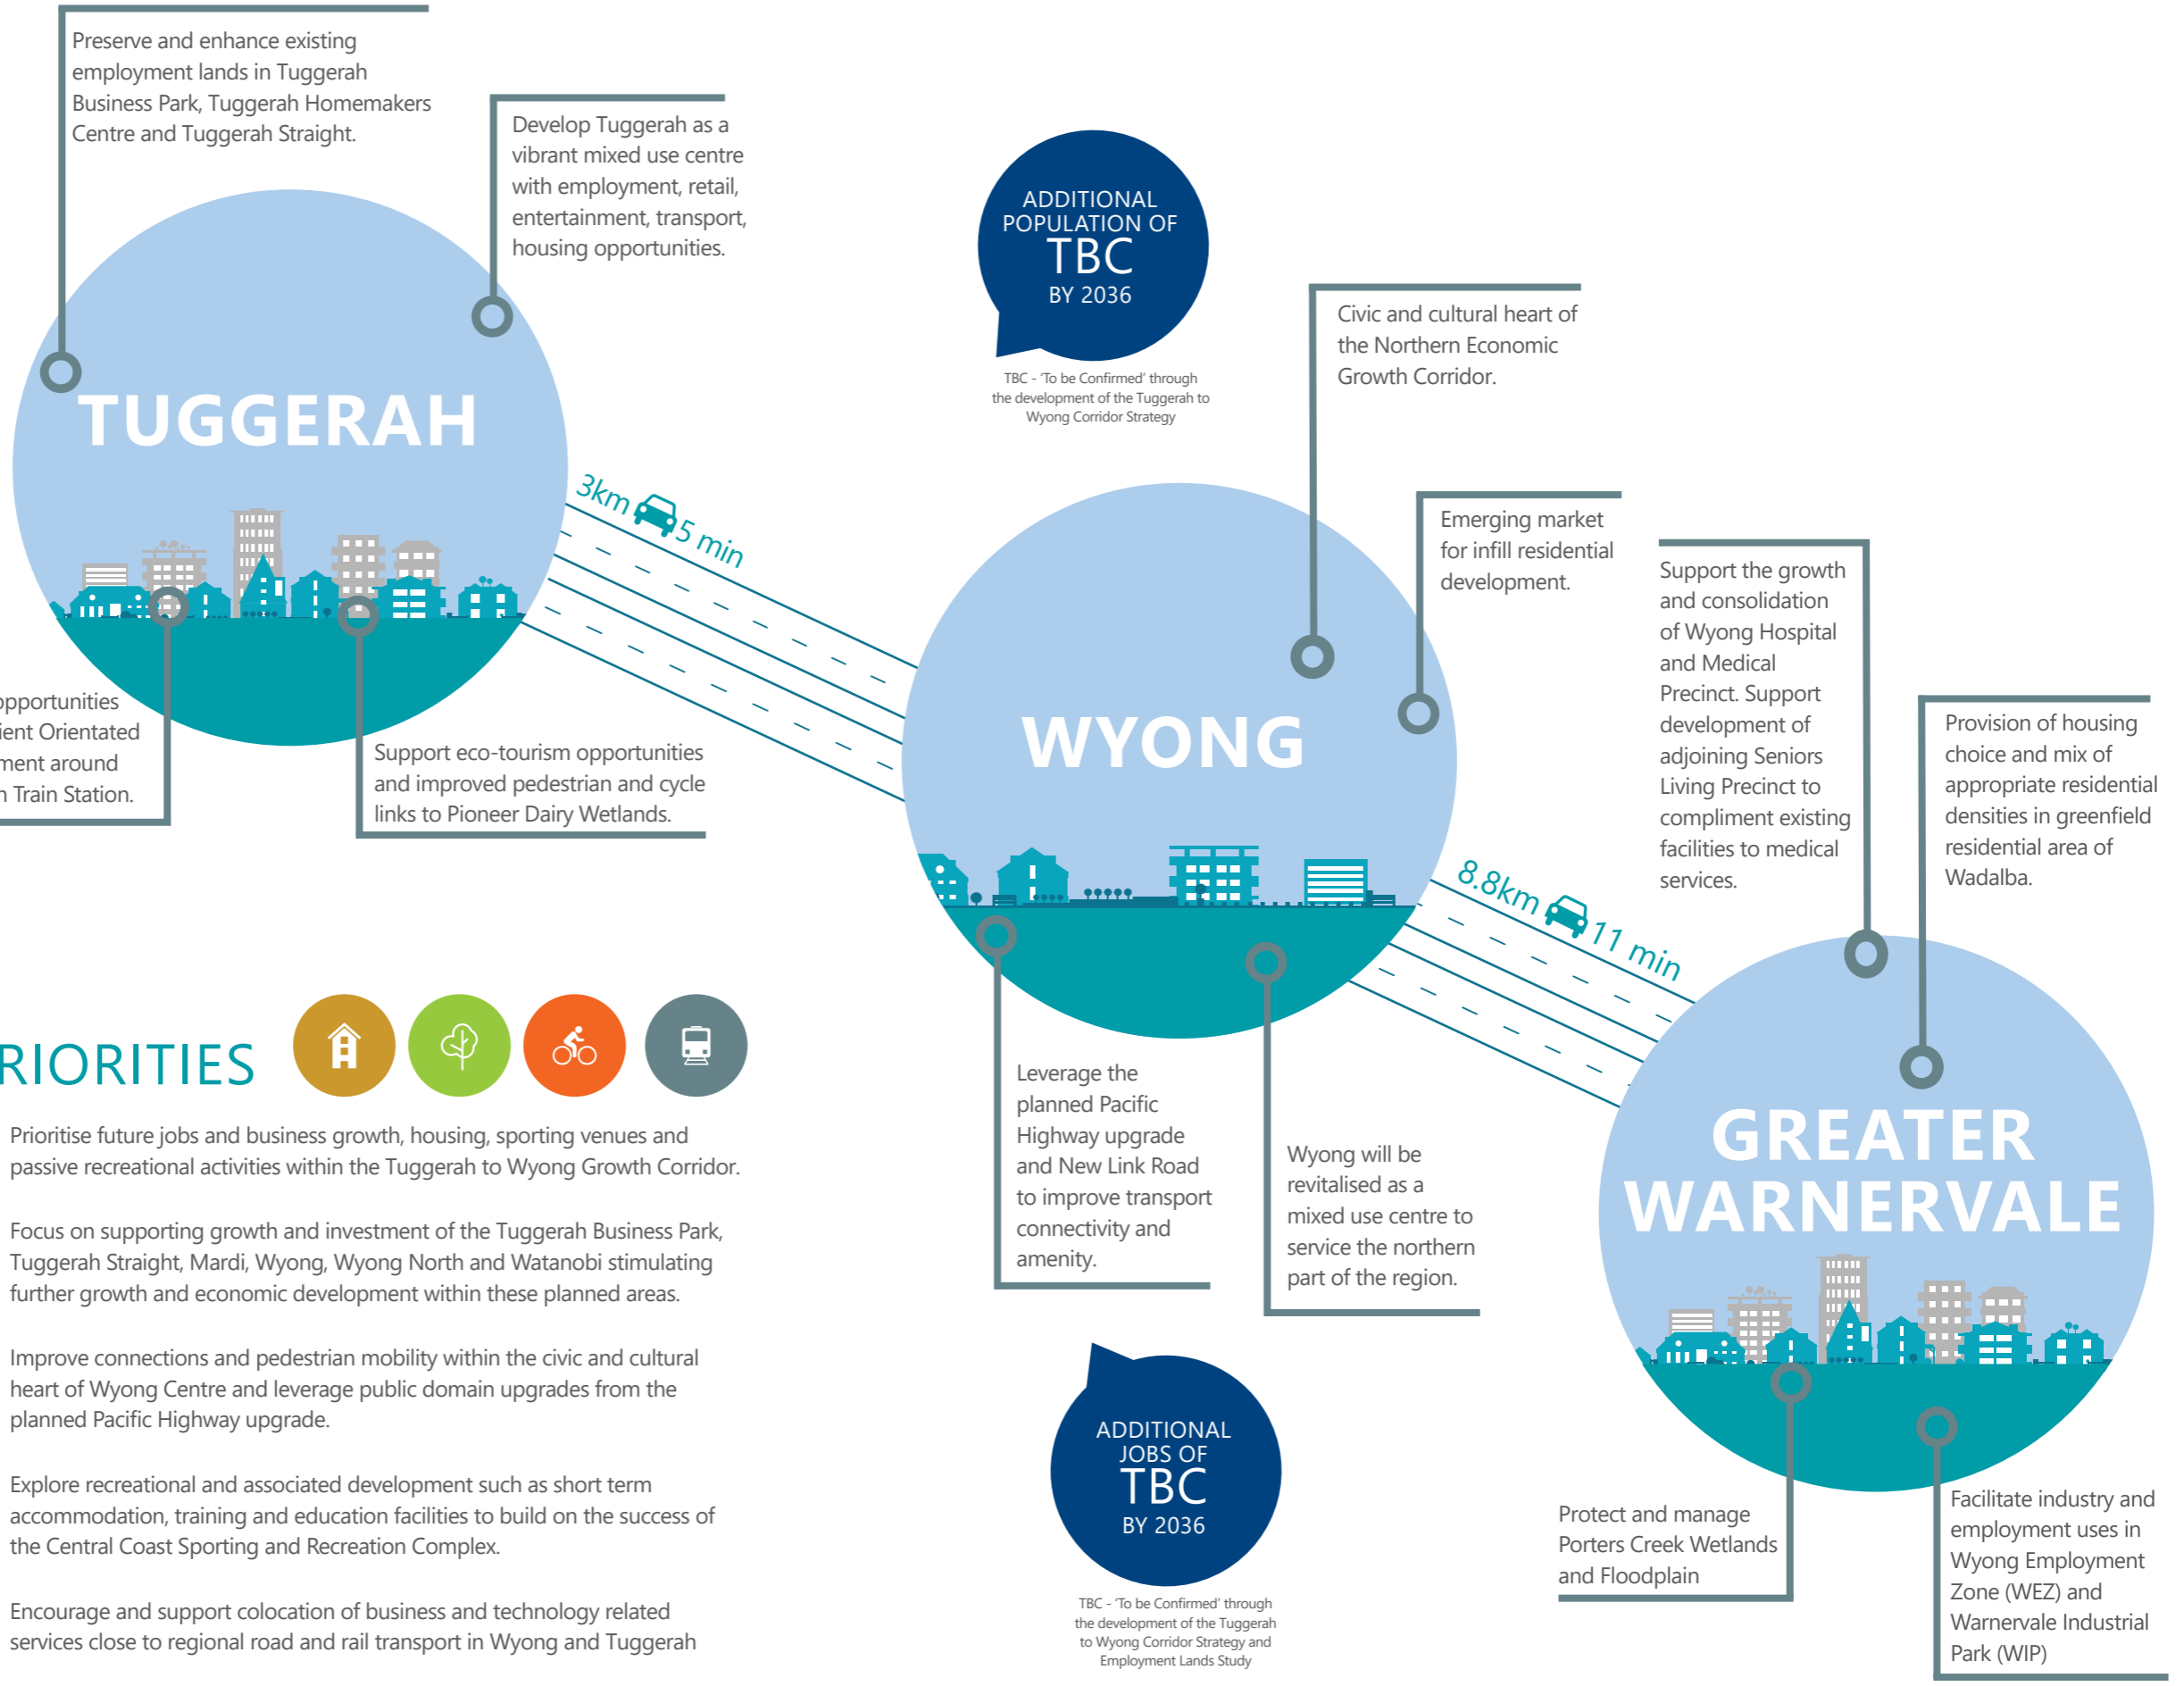 Preserve and enhance existing
employment lands in Tuggerah
Business Park, Tuggerah Homemakers
Centre and Tuggerah Straight.
Develop Tuggerah as a
vibrant mixed use centre
with employment, retail,
entertainment, transport,
housing opportunities.
TUGGERAH
3km 5 min
opportunities
Orientated
around
Train Station.
Support eco-tourism opportunities
and improved pedestrian and cycle
links to Pioneer Dairy Wetlands.
ADDITIONAL
POPULATION OF
TBC
BY 2036
TBC - 'To be Confirmed' through
the development of the Tuggerah to
Wyong Corridor Strategy
Civic and cultural heart of
the Northern Economic
Growth Corridor.
Emerging market
for infill residential
development.
WYONG
8.8km 11 min
Leverage the
planned Pacific
Highway upgrade
and New Link Road
to improve transport
connectivity and
amenity.
Wyong will be
revitalised as a
mixed use centre to
service the northern
part of the region.
Support the growth
and consolidation
of Wyong Hospital
and Medical
Precinct. Support
development of
adjoining Seniors
Living Precinct to
compliment existing
facilities to medical
services.
Provision of housing
choice and mix of
appropriate residential
densities in greenfield
residential area of
Wadalba.
GREATER
WARNERVALE
Protect and manage
Porters Creek Wetlands
and Floodplain
Facilitate industry and
employment uses in
Wyong Employment
Zone (WEZ) and
Warnervale Industrial
Park (WIP)
ADDITIONAL
JOBS OF
TBC
BY 2036
TBC - 'To be Confirmed' through
the development of the Tuggerah
to Wyong Corridor Strategy and
Employment Lands Study
RIORITIES
Prioritise future jobs and business growth, housing, sporting venues and
passive recreational activities within the Tuggerah to Wyong Growth Corridor.
Focus on supporting growth and investment of the Tuggerah Business Park,
Tuggerah Straight, Mardi, Wyong, Wyong North and Watanobi stimulating
further growth and economic development within these planned areas.
Improve connections and pedestrian mobility within the civic and cultural
heart of Wyong Centre and leverage public domain upgrades from the
planned Pacific Highway upgrade.
Explore recreational and associated development such as short term
accommodation, training and education facilities to build on the success of
the Central Coast Sporting and Recreation Complex.
Encourage and support colocation of business and technology related
services close to regional road and rail transport in Wyong and Tuggerah